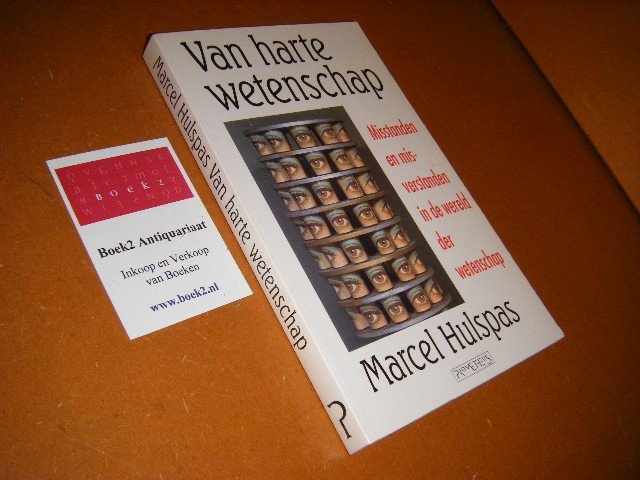 Van harte
wetenschap
Misstanden
en mis-
verstanden
in de wereld
der
wetenschap
Marcel Hulspas
PROMETHEUS
Marcel Hulspas Van harte wetenschap
BOEK2
Boek2 Antiquariaat
Inkoop en Verkoop
van Boeken
www.boek2.nl